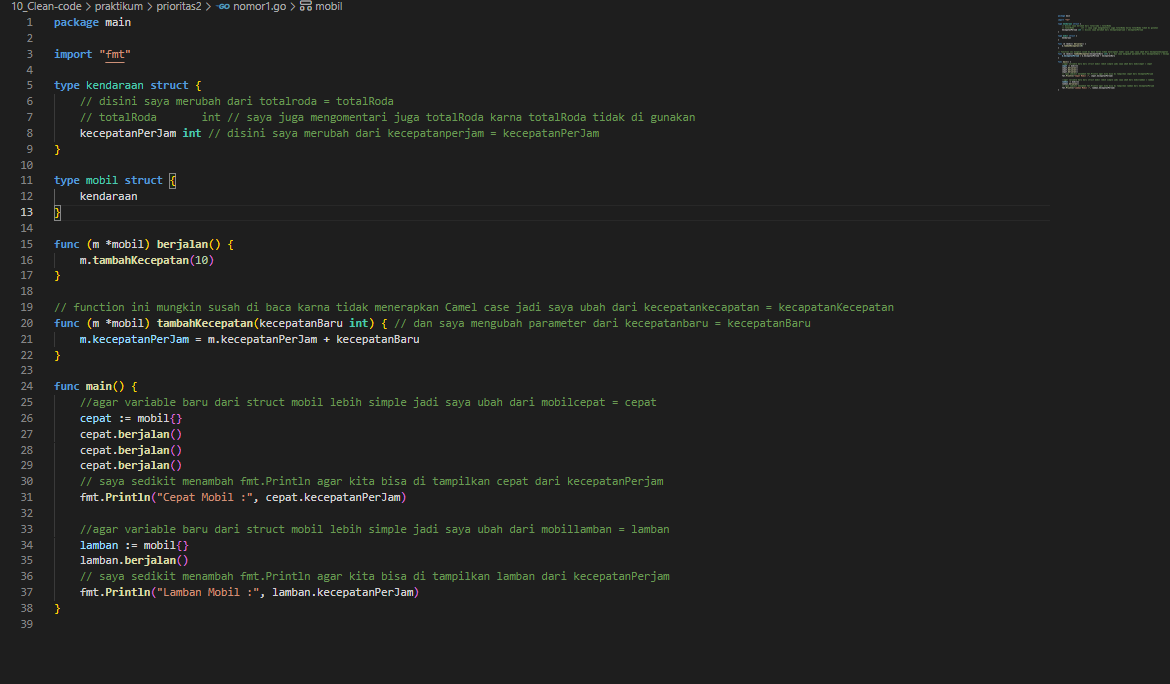 10_Clean-code > praktikum > prioritas2 > GO nomor1.go > mobil
1 package main
2
3 import "fmt"
4
5 type kendaraan struct {
6 // disini saya merubah dari totalroda = totalRoda
7 // totalRoda int // saya juga mengomentari juga totalRoda karna totalRoda tidak di gunakan
8 kecepatanPerJam int // disini saya merubah dari kecepatanperjam = kecepatanPerJam
9 }
10
11 type mobil struct {
12 kendaraan
13 }
14
15 func (m *mobil) berjalan() {
16 m.tambahKecepatan(10)
17 }
18
19 // function ini mungkin susah di baca karna tidak menerapkan Camel case jadi saya ubah dari kecepatankecapatan = kecapatanKecepatan
20 func (m *mobil) tambahKecepatan(kecepatanBaru int) { // dan saya mengubah parameter dari kecepatanbaru = kecepatanBaru
21 m.kecepatanPerJam = m.kecepatanPerJam + kecepatanBaru
22 }
23
24 func main() {
25 //agar variable baru dari struct mobil lebih simple jadi saya ubah dari mobilcepat = cepat
26 cepat := mobil{}
27 cepat.berjalan()
28 cepat.berjalan()
29 cepat.berjalan()
30 // saya sedikit menambah fmt.Println agar kita bisa di tampilkan cepat dari kecepatanPerjam
31 fmt.Println("Cepat Mobil :", cepat.kecepatanPerJam)
32
33 //agar variable baru dari struct mobil lebih simple jadi saya ubah dari mobillamban = lamban
34 lamban := mobil{}
35 lamban.berjalan()
36 // saya sedikit menambah fmt.Println agar kita bisa di tampilkan lamban dari kecepatanPerjam
37 fmt.Println("Lamban Mobil :", lamban.kecepatanPerJam)
38 }
39